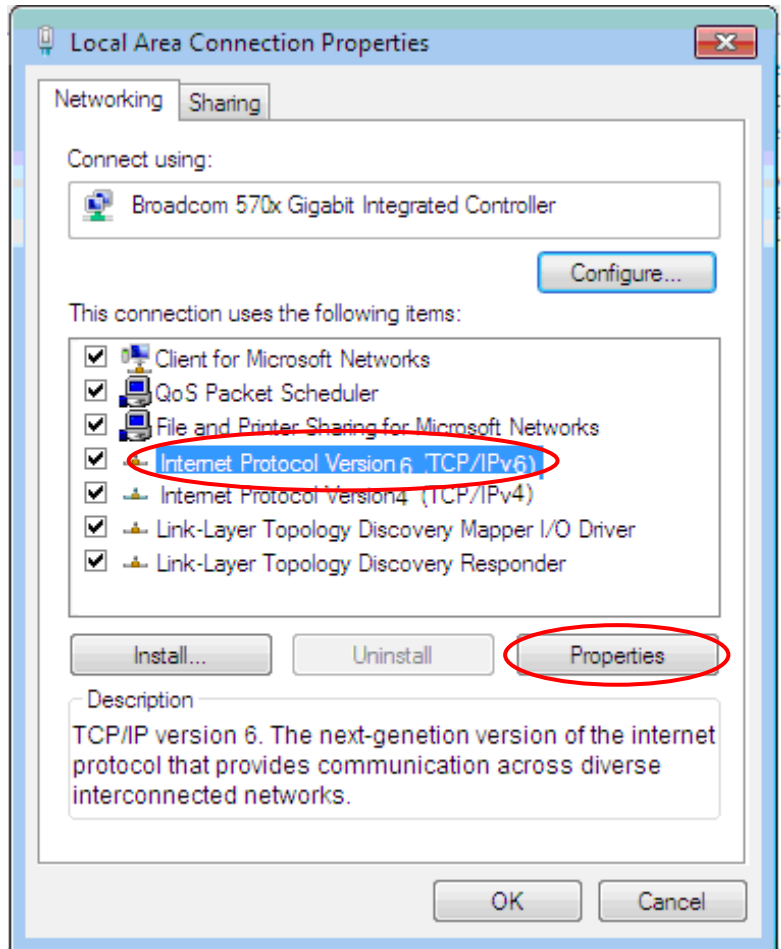 Local Area Connection Properties
Networking
Sharing
Connect using:
Broadcom 570x Gigabit Integrated Controller
Configure...
This connection uses the following items:
Client for Microsoft Networks
QoS Packet Scheduler
File and Printer Sharing for Microsoft Networks
Internet Protocol Version 6 (TCP/IPv6)
Internet Protocol Version4 (TCP/IPv4)
Link-Layer Topology Discovery Mapper I/O Driver
Link-Layer Topology Discovery Responder
Install...
Uninstall
Properties
Description
TCP/IP version 6. The next-genetion version of the internet
protocol that provides communication across diverse
interconnected networks.
OK
Cancel